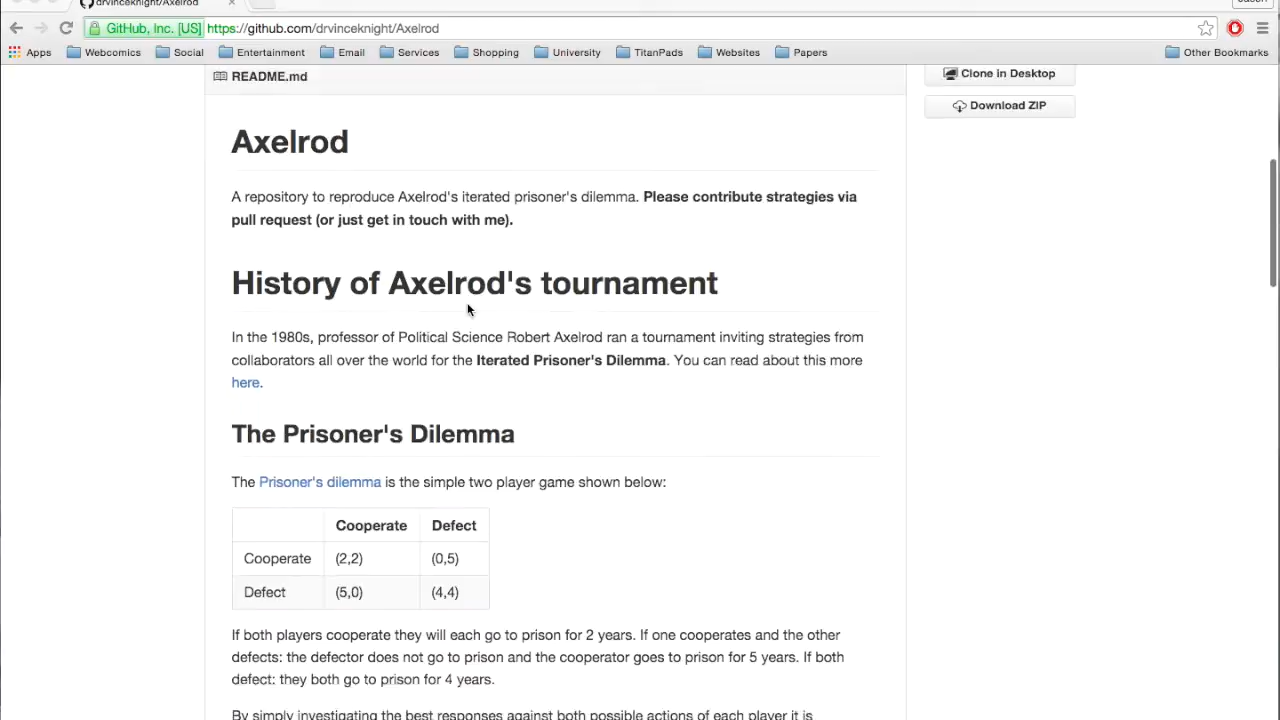 drvinceknight/Axelrod
GitHub, Inc. [US] https://github.com/drvinceknight/Axelrod
Apps Webcomics Social Entertainment Email Services Shopping University TitanPads Websites Papers Other Bookmarks
README.md
Clone in Desktop
Download ZIP
Axelrod
A repository to reproduce Axelrod's iterated prisoner's dilemma. Please contribute strategies via
pull request (or just get in touch with me).
History of Axelrod's tournament
In the 1980s, professor of Political Science Robert Axelrod ran a tournament inviting strategies from
collaborators all over the world for the Iterated Prisoner's Dilemma. You can read about this more
here.
The Prisoner's Dilemma
The Prisoner's dilemma is the simple two player game shown below:
Cooperate Defect
Cooperate (2,2) (0,5)
Defect (5,0) (4,4)
If both players cooperate they will each go to prison for 2 years. If one cooperates and the other
defects: the defector does not go to prison and the cooperator goes to prison for 5 years. If both
defect: they both go to prison for 4 years.
By simply investigating the best responses against both possible actions of each player it is